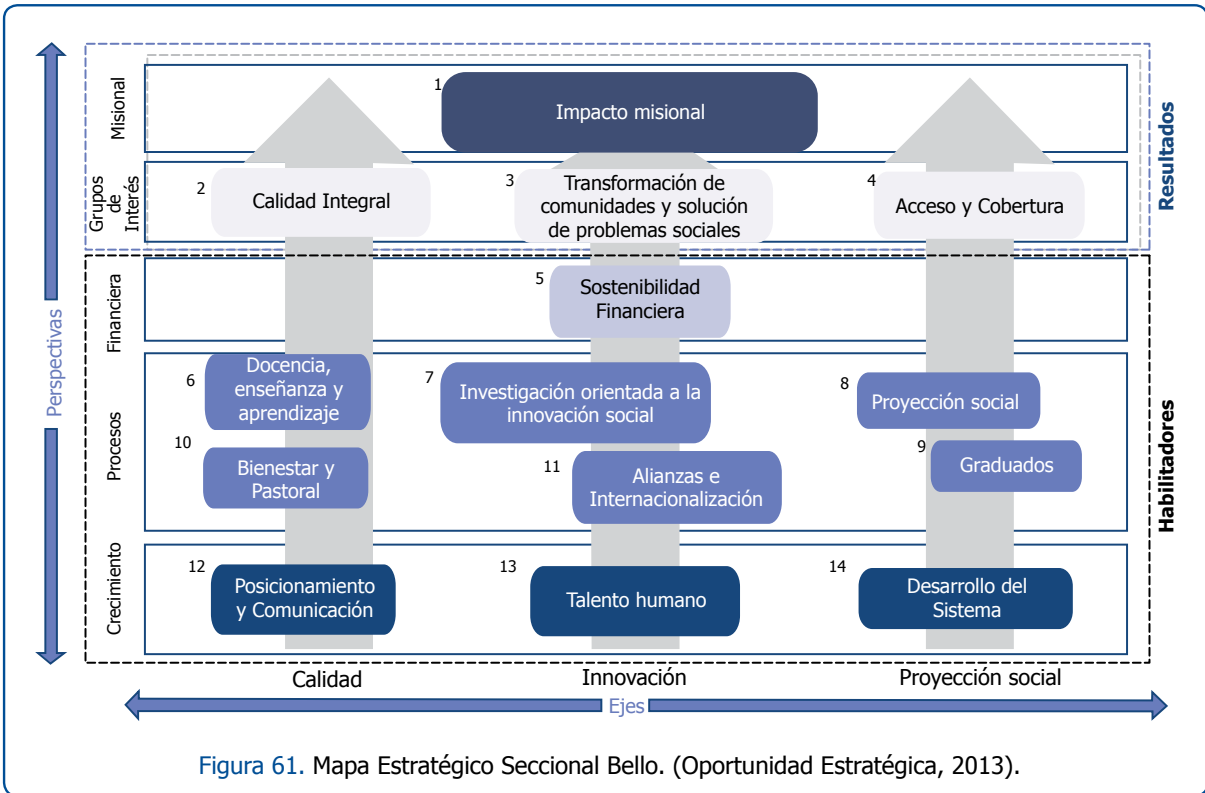 Perspectivas
Misional
1
Impacto misional
Resultados
Grupos
de
Interés
2
Calidad Integral
3
Transformación de
comunidades y solución
de problemas sociales
4
Acceso y Cobertura
Financiera
5
Sostenibilidad
Financiera
Habilitadores
Procesos
6
Docencia,
enseñanza y
aprendizaje
7
Investigación orientada a la
innovación social
8
Proyección social
9
Graduados
10
Bienestar y
Pastoral
11
Alianzas e
Internacionalización
Crecimiento
12
Posicionamiento
y Comunicación
13
Talento humano
14
Desarrollo del
Sistema
Calidad
Innovación
Proyección social
Ejes
Figura 61. Mapa Estratégico Seccional Bello. (Oportunidad Estratégica, 2013).